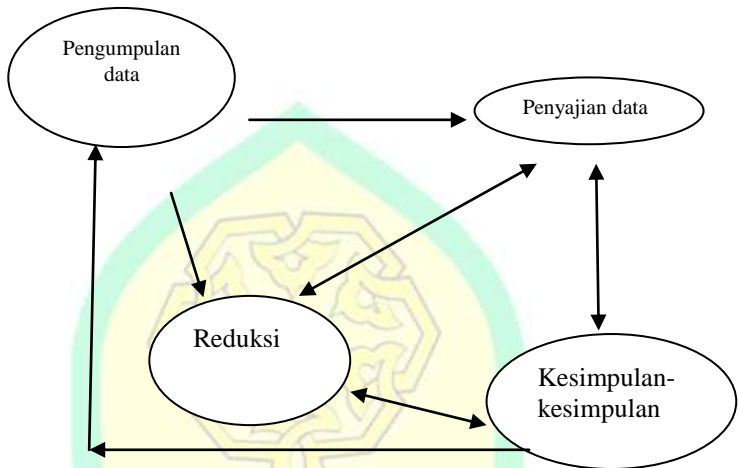 Pengumpulan
data
Penyajian data
Reduksi
Kesimpulan-
kesimpulan